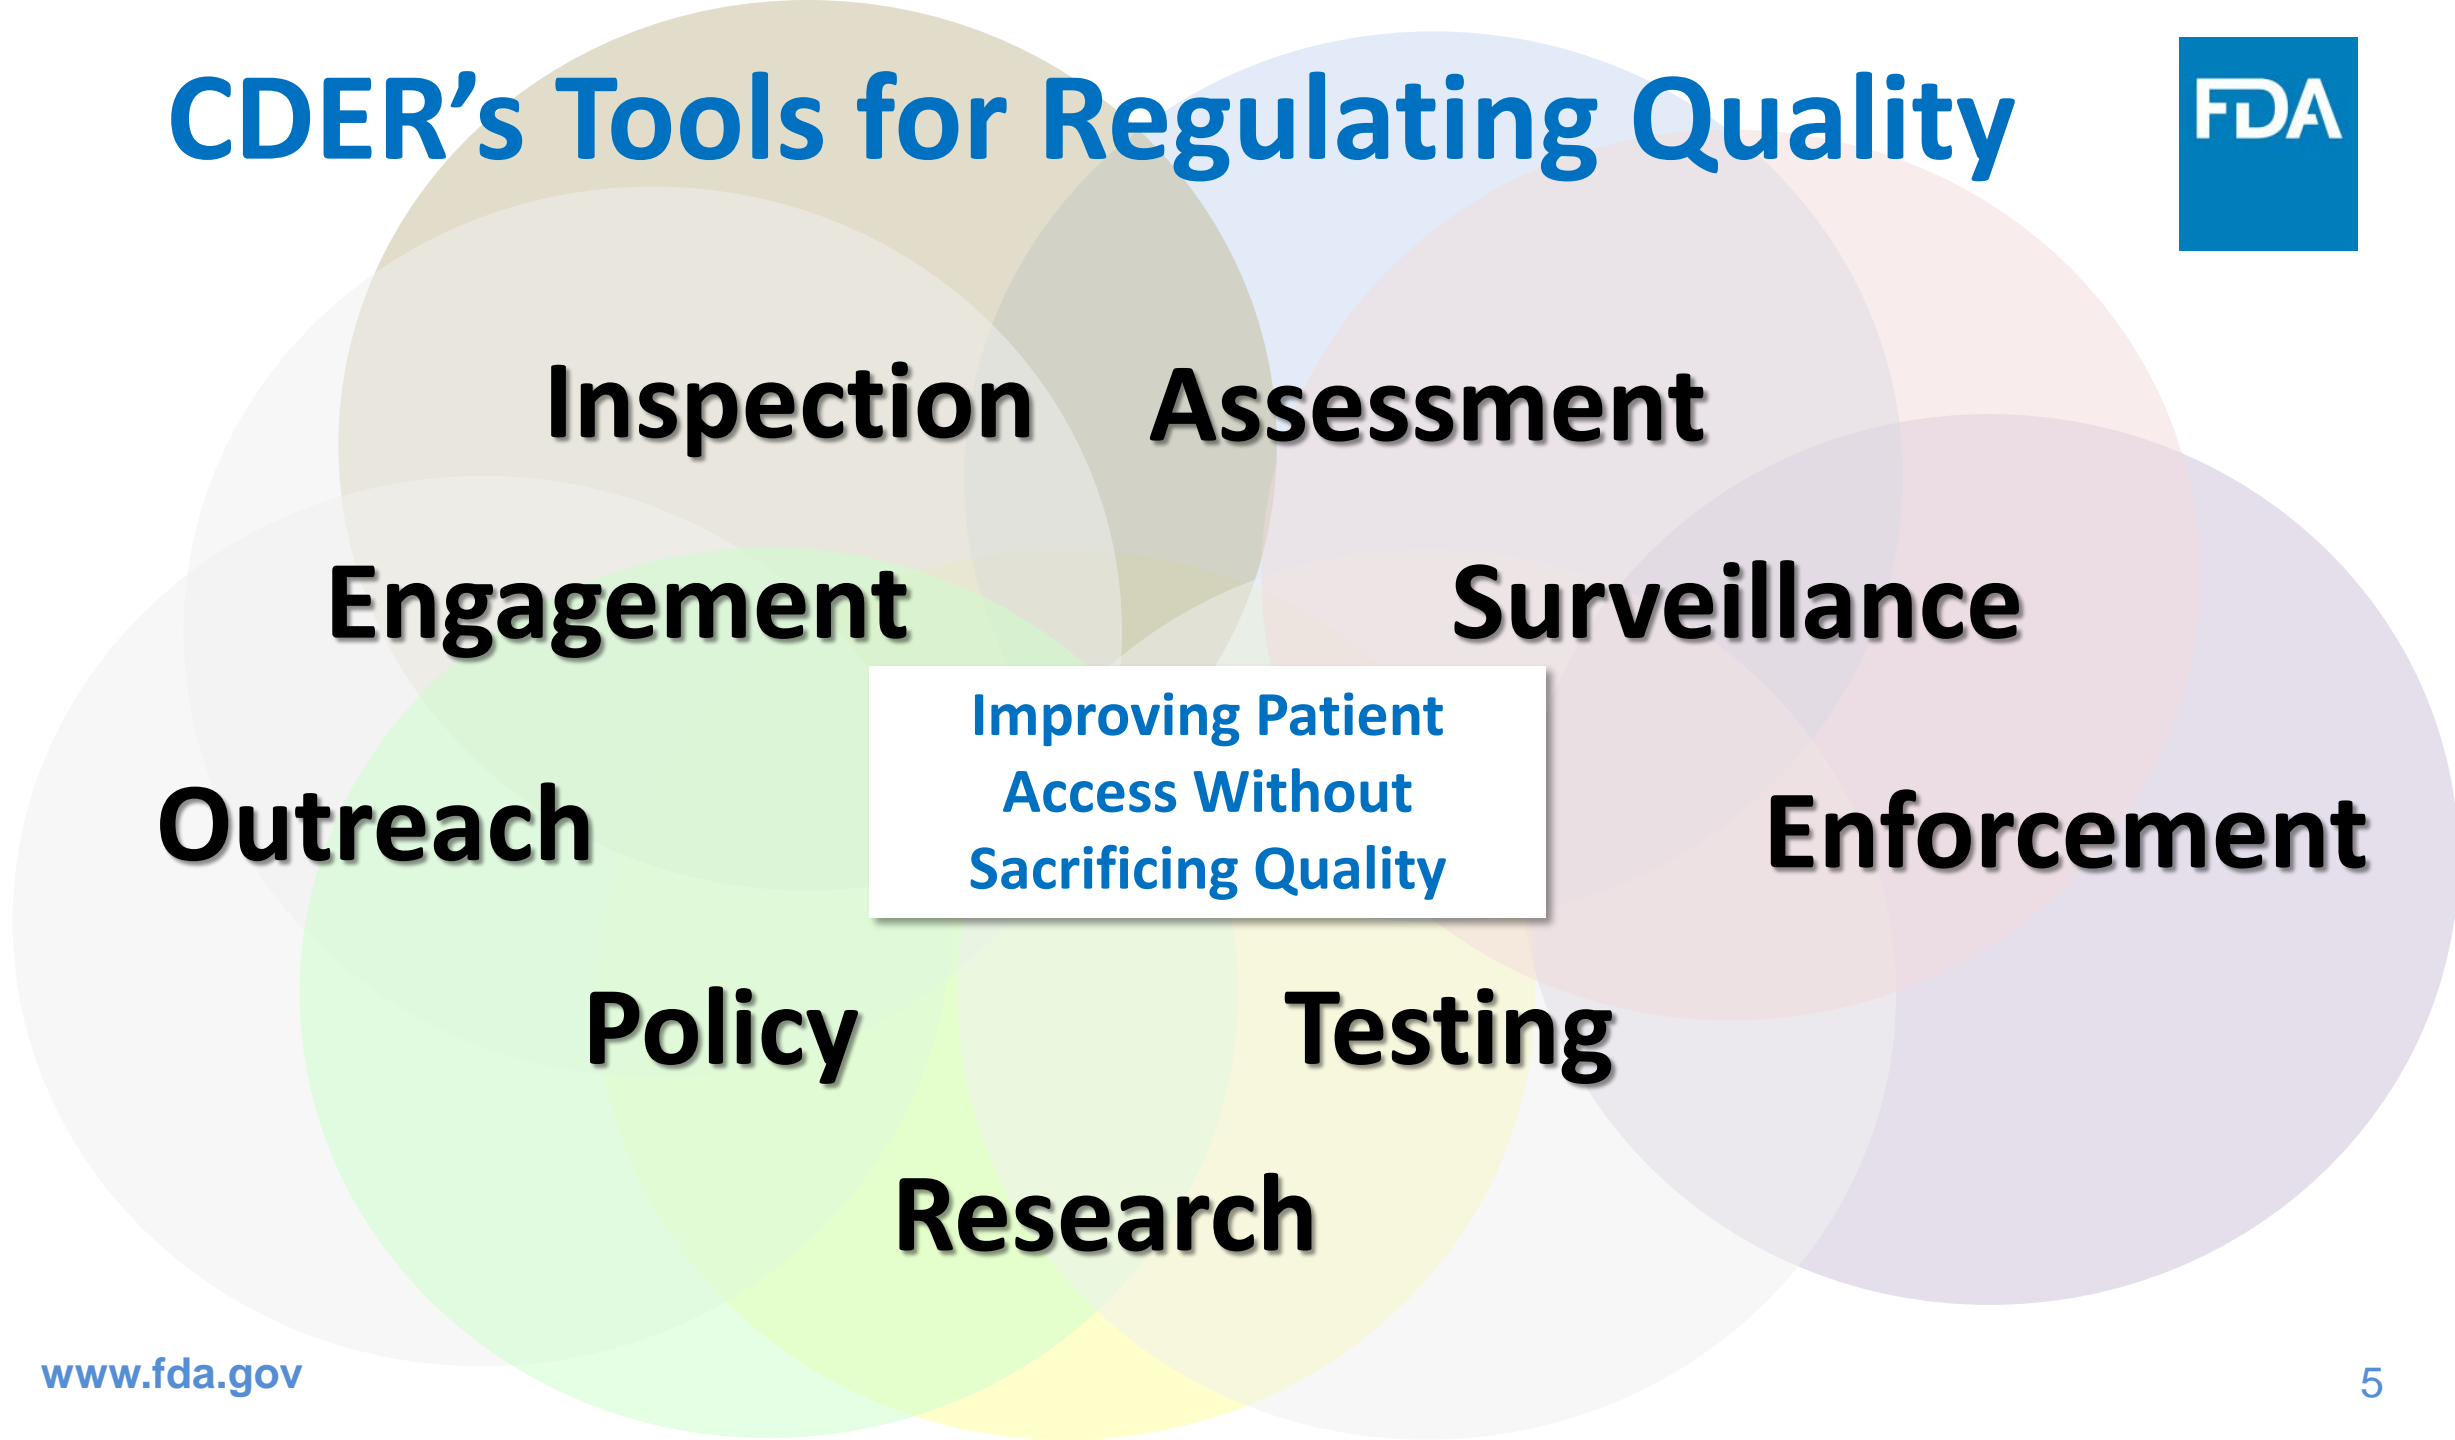 CDER’s Tools for Regulating Quality
FDA
Inspection
Assessment
Engagement
Surveillance
Improving Patient
Access Without
Sacrificing Quality
Outreach
Enforcement
Policy
Testing
Research
www.fda.gov
5